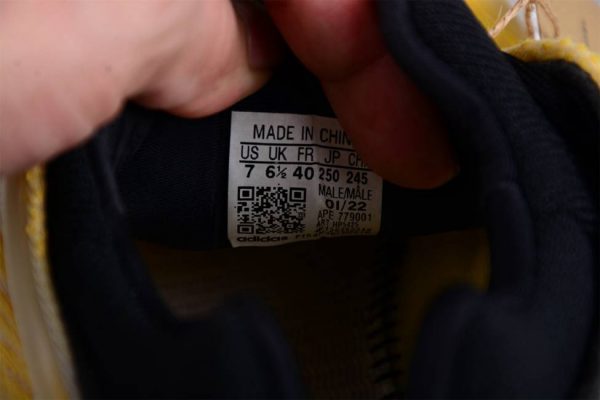 MADE IN CHIN
US UK FR JP CH
7 6½ 40 250 245
MALE/MÂLE
01/22
APE 779001
adidas